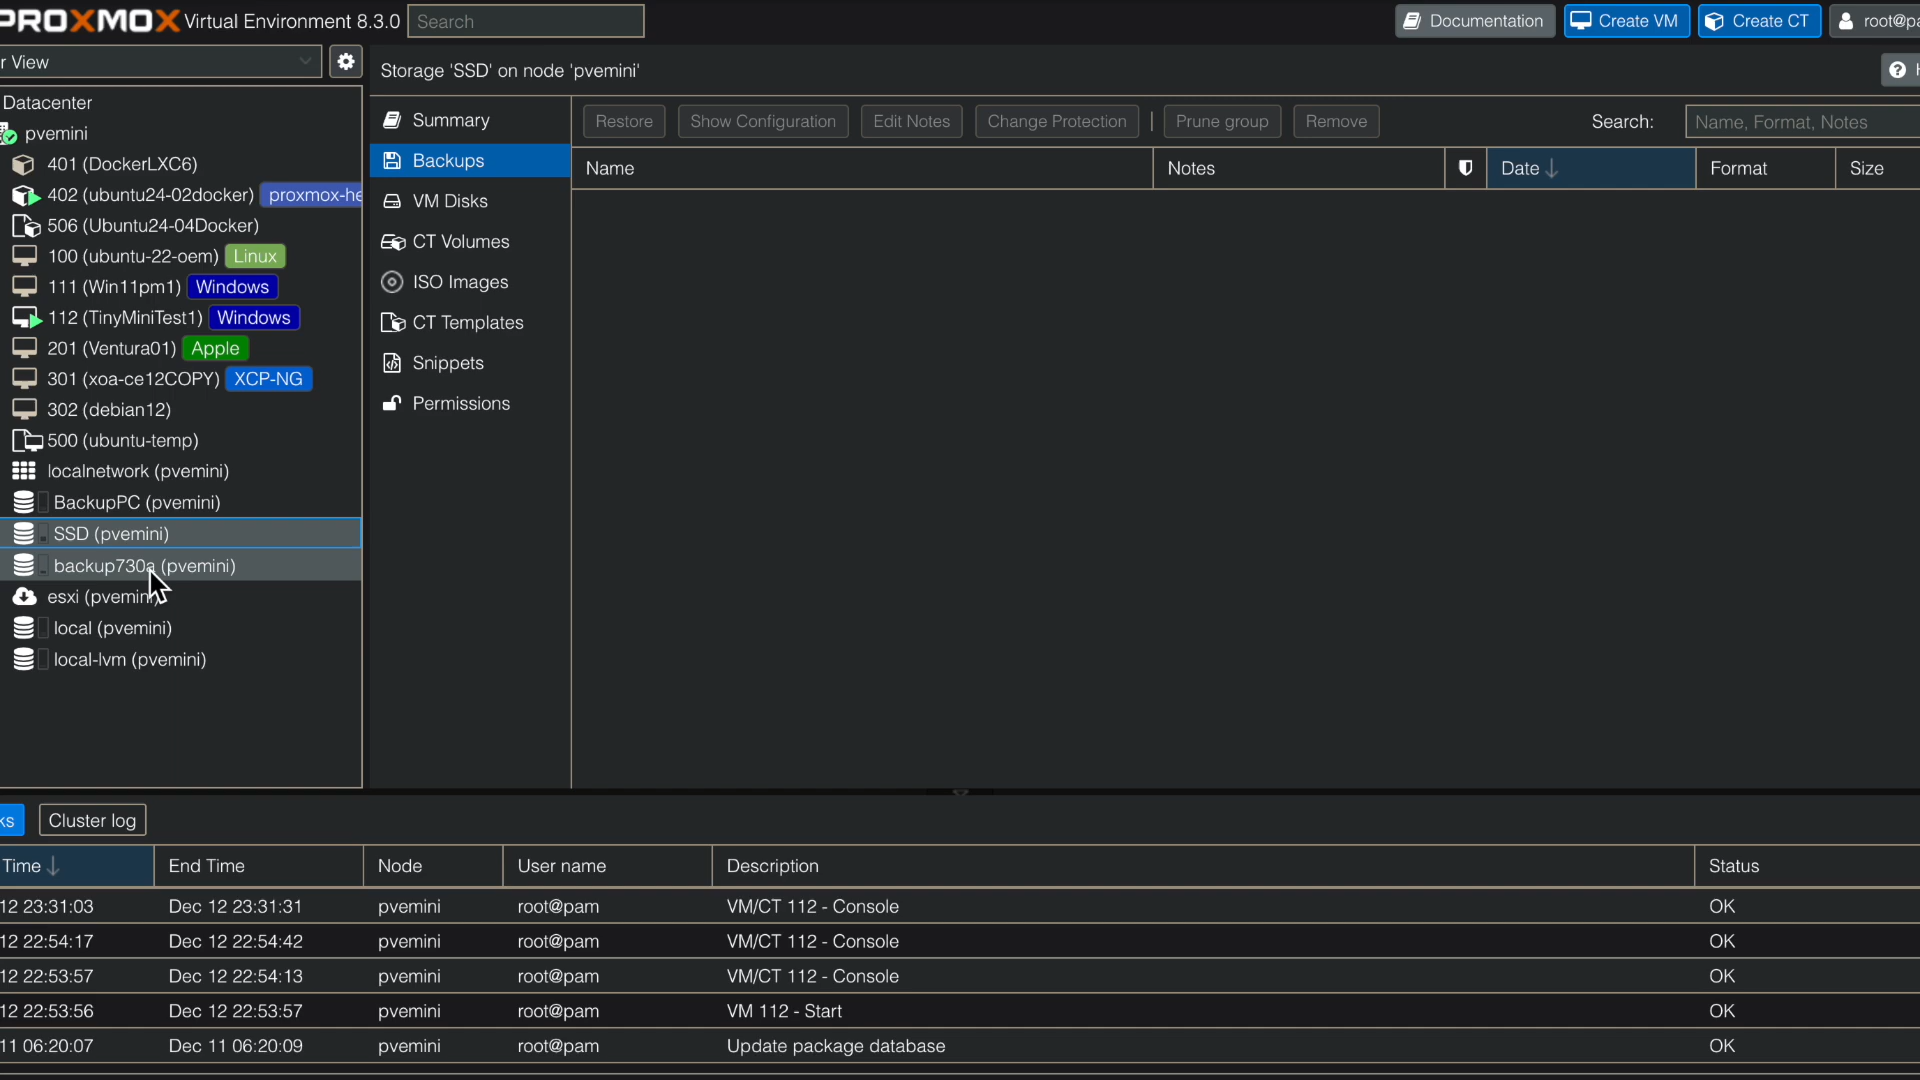 PROXMOX Virtual Environment 8.3.0 Search Documentation Create VM Create CT root@pa
r View
Storage 'SSD' on node 'pvemini' H
Datacenter
pvemini
401 (DockerLXC6)
402 (ubuntu24-02docker) proxmox-he
506 (Ubuntu24-04Docker)
100 (ubuntu-22-oem) Linux
111 (Win11pm1) Windows
112 (TinyMiniTest1) Windows
201 (Ventura01) Apple
301 (xoa-ce12COPY) XCP-NG
302 (debian12)
500 (ubuntu-temp)
localnetwork (pvemini)
BackupPC (pvemini)
SSD (pvemini)
backup730a (pvemini)
esxi (pvemini)
local (pvemini)
local-lvm (pvemini)
Summary
Backups
VM Disks
CT Volumes
ISO Images
CT Templates
Snippets
Permissions
Restore Show Configuration Edit Notes Change Protection | Prune group Remove Search: Name, Format, Notes
Name Notes Date ↓ Format Size
ks Cluster log
Time ↓ End Time Node User name Description Status
12 23:31:03 Dec 12 23:31:31 pvemini root@pam VM/CT 112 - Console OK
12 22:54:17 Dec 12 22:54:42 pvemini root@pam VM/CT 112 - Console OK
12 22:53:57 Dec 12 22:54:13 pvemini root@pam VM/CT 112 - Console OK
12 22:53:56 Dec 12 22:53:57 pvemini root@pam VM 112 - Start OK
11 06:20:07 Dec 11 06:20:09 pvemini root@pam Update package database OK